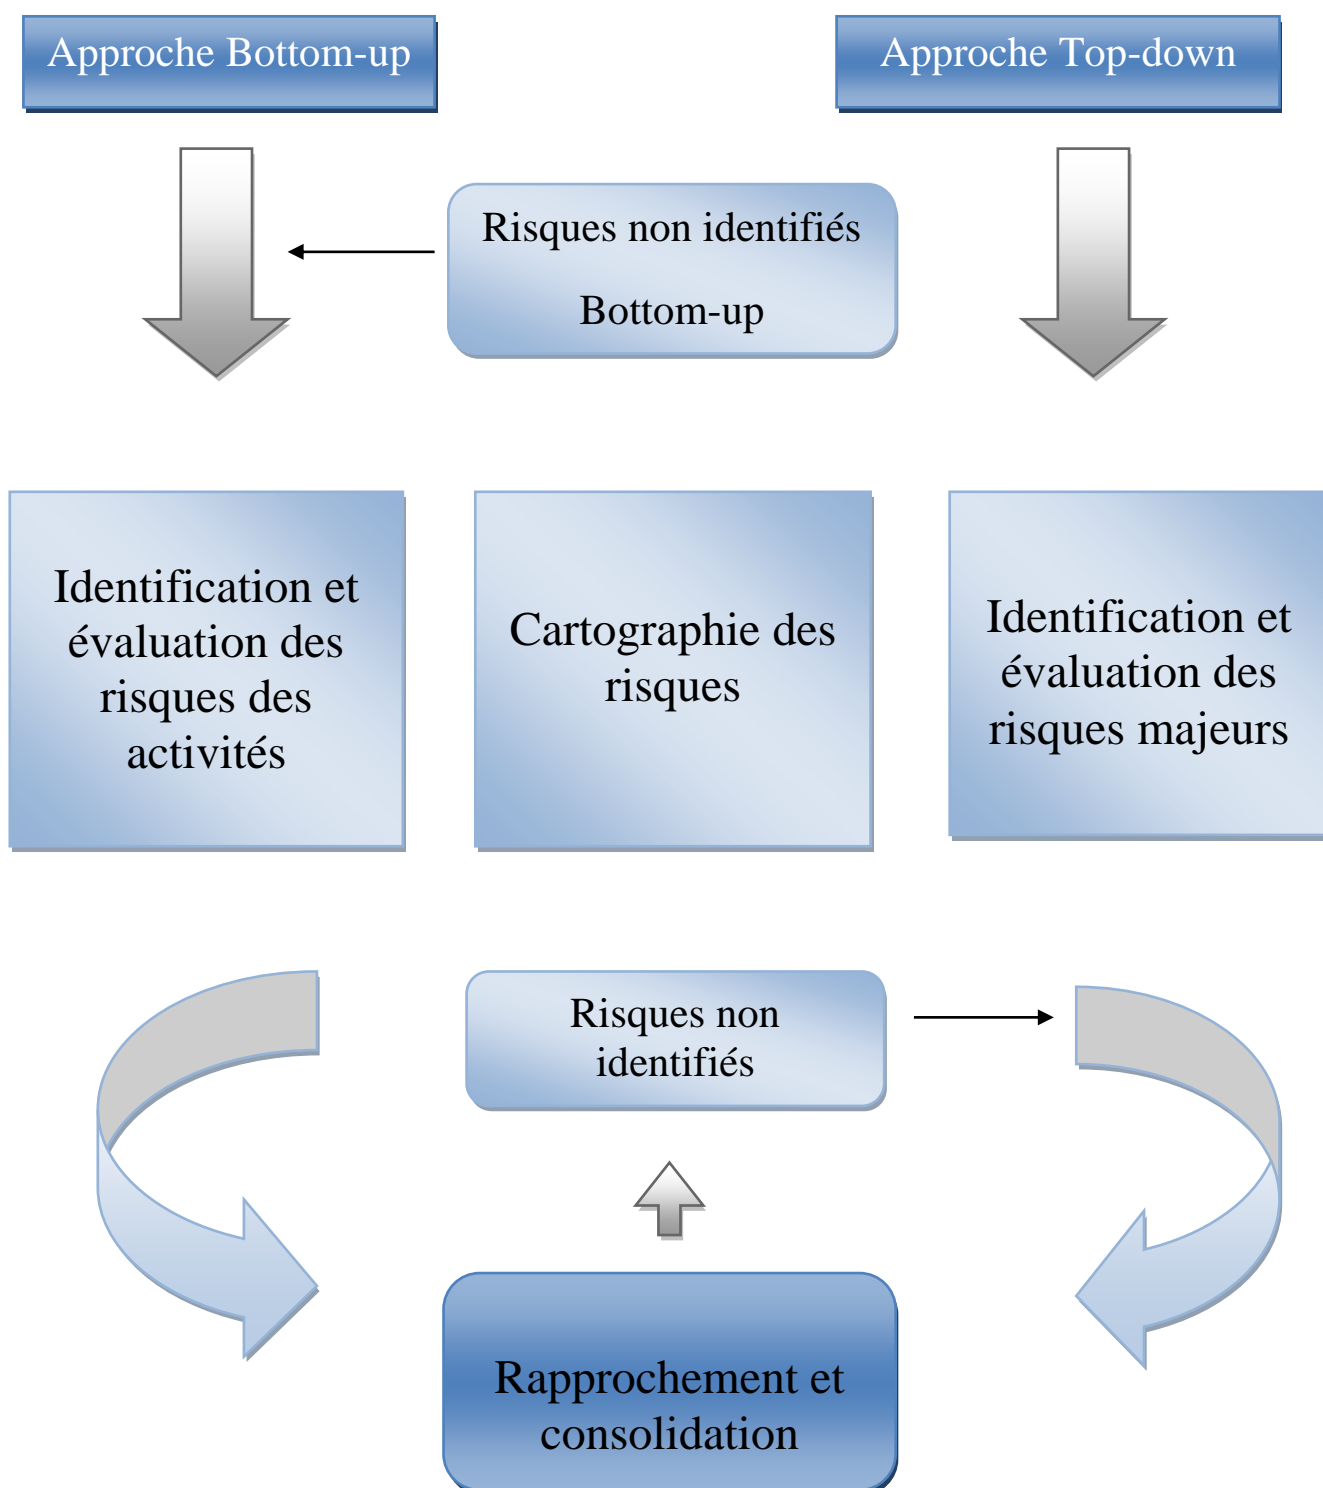 Approche Bottom-up
Approche Top-down
Risques non identifiés
Bottom-up
Identification et
évaluation des
risques des
activités
Cartographie des
risques
Identification et
évaluation des
risques majeurs
Risques non
identifiés
Rapprochement et
consolidation